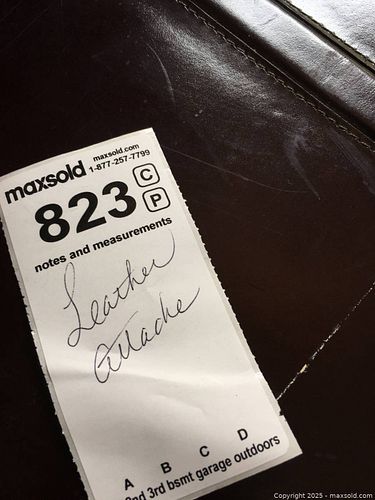 maxsold maxsold.com
1-877-257-7799
823 C
P
notes and measurements
Leather
Attache
A B C D
2nd 3rd bsmt garage outdoors
Copyright © 2025 - maxsold.com